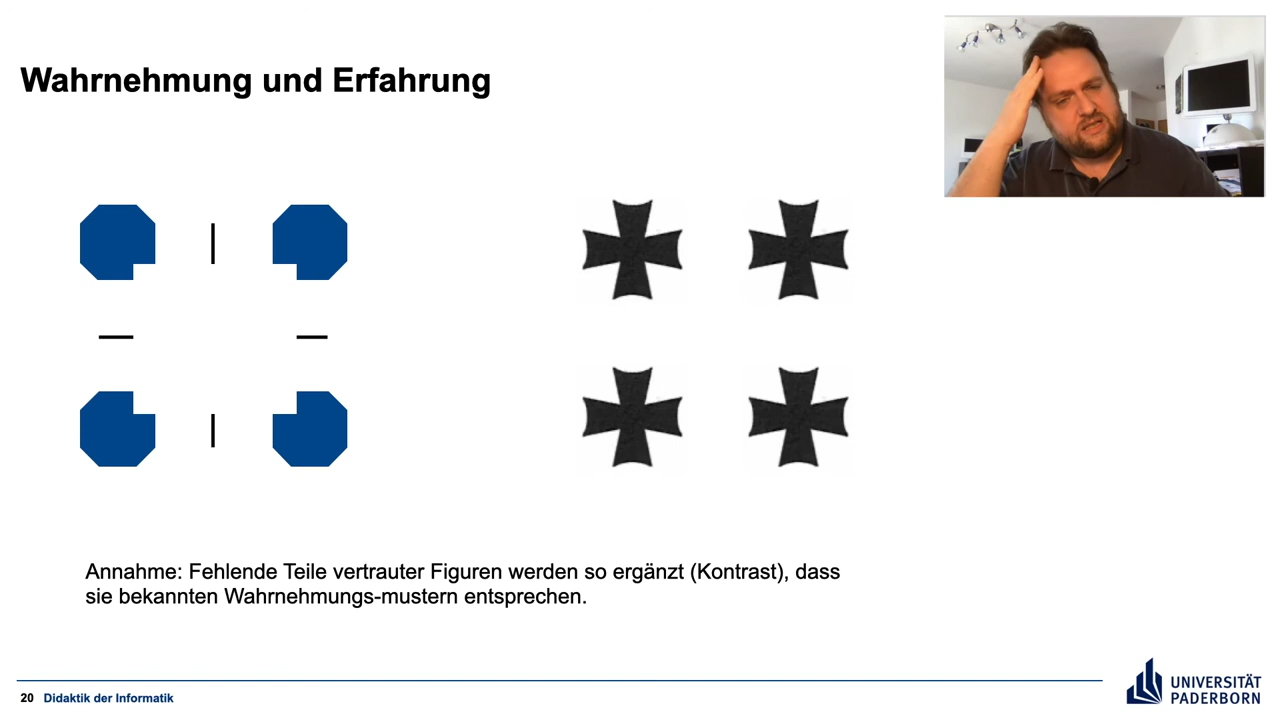 Wahrnehmung und Erfahrung
Annahme: Fehlende Teile vertrauter Figuren werden so ergänzt (Kontrast), dass
sie bekannten Wahrnehmungs-mustern entsprechen.
20 Didaktik der Informatik
UNIVERSITÄT
PADERBORN